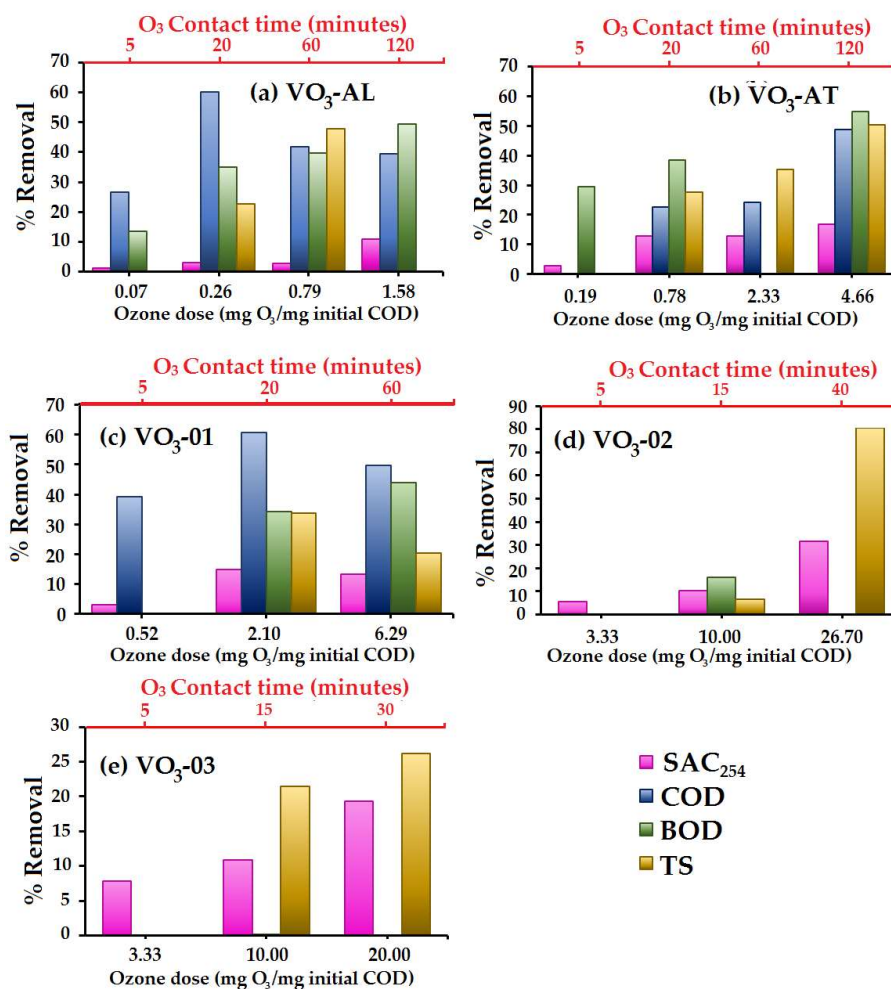 O₃ Contact time (minutes)
5 20 60 120
70
60
50
40
30
20
10
0
% Removal
(a) VO₃-AL
0.07 0.26 0.79 1.58
Ozone dose (mg O₃/mg initial COD)
O₃ Contact time (minutes)
5 20 60 120
70
60
50
40
30
20
10
0
% Removal
(b) VO₃-AT
0.19 0.78 2.33 4.66
Ozone dose (mg O₃/mg initial COD)
O₃ Contact time (minutes)
5 20 60
70
60
50
40
30
20
10
0
% Removal
(c) VO₃-01
0.52 2.10 6.29
Ozone dose (mg O₃/mg initial COD)
O₃ Contact time (minutes)
5 15 40
90
80
70
60
50
40
30
20
10
0
% Removal
(d) VO₃-02
3.33 10.00 26.70
Ozone dose (mg O₃/mg initial COD)
O₃ Contact time (minutes)
5 15 30
30
25
20
15
10
5
0
% Removal
(e) VO₃-03
3.33 10.00 20.00
Ozone dose (mg O₃/mg initial COD)
SAC₂₅₄
COD
BOD
TS